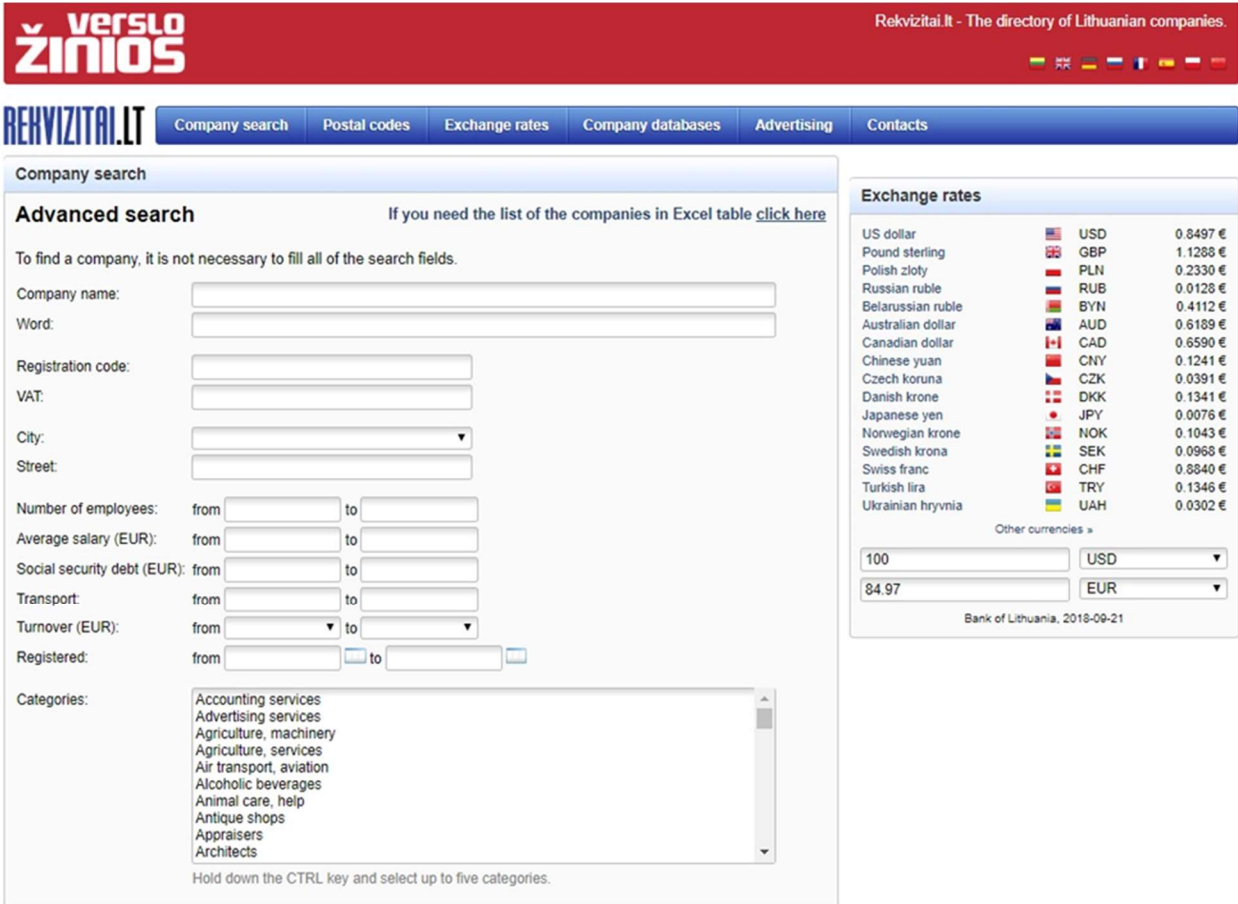 verslo
žinios
Rekvizitai.lt - The directory of Lithuanian companies.
REKVIZITAI.LT
Company search Postal codes Exchange rates Company databases Advertising Contacts
Company search
Advanced search If you need the list of the companies in Excel table click here
To find a company, it is not necessary to fill all of the search fields.
Company name:
Word:
Registration code:
VAT:
City:
Street:
Number of employees: from to
Average salary (EUR): from to
Social security debt (EUR): from to
Transport: from to
Turnover (EUR): from to
Registered: from to
Categories:
Accounting services
Advertising services
Agriculture, machinery
Agriculture, services
Air transport, aviation
Alcoholic beverages
Animal care, help
Antique shops
Appraisers
Architects
Hold down the CTRL key and select up to five categories.
Exchange rates
US dollar USD 0.8497 €
Pound sterling GBP 1.1288 €
Polish zloty PLN 0.2330 €
Russian ruble RUB 0.0128 €
Belarussian ruble BYN 0.4112 €
Australian dollar AUD 0.6189 €
Canadian dollar CAD 0.6590 €
Chinese yuan CNY 0.1241 €
Czech koruna CZK 0.0391 €
Danish krone DKK 0.1341 €
Japanese yen JPY 0.0076 €
Norwegian krone NOK 0.1043 €
Swedish krona SEK 0.0968 €
Swiss franc CHF 0.8840 €
Turkish lira TRY 0.1346 €
Ukrainian hryvnia UAH 0.0302 €
Other currencies »
100 USD
84.97 EUR
Bank of Lithuania, 2018-09-21